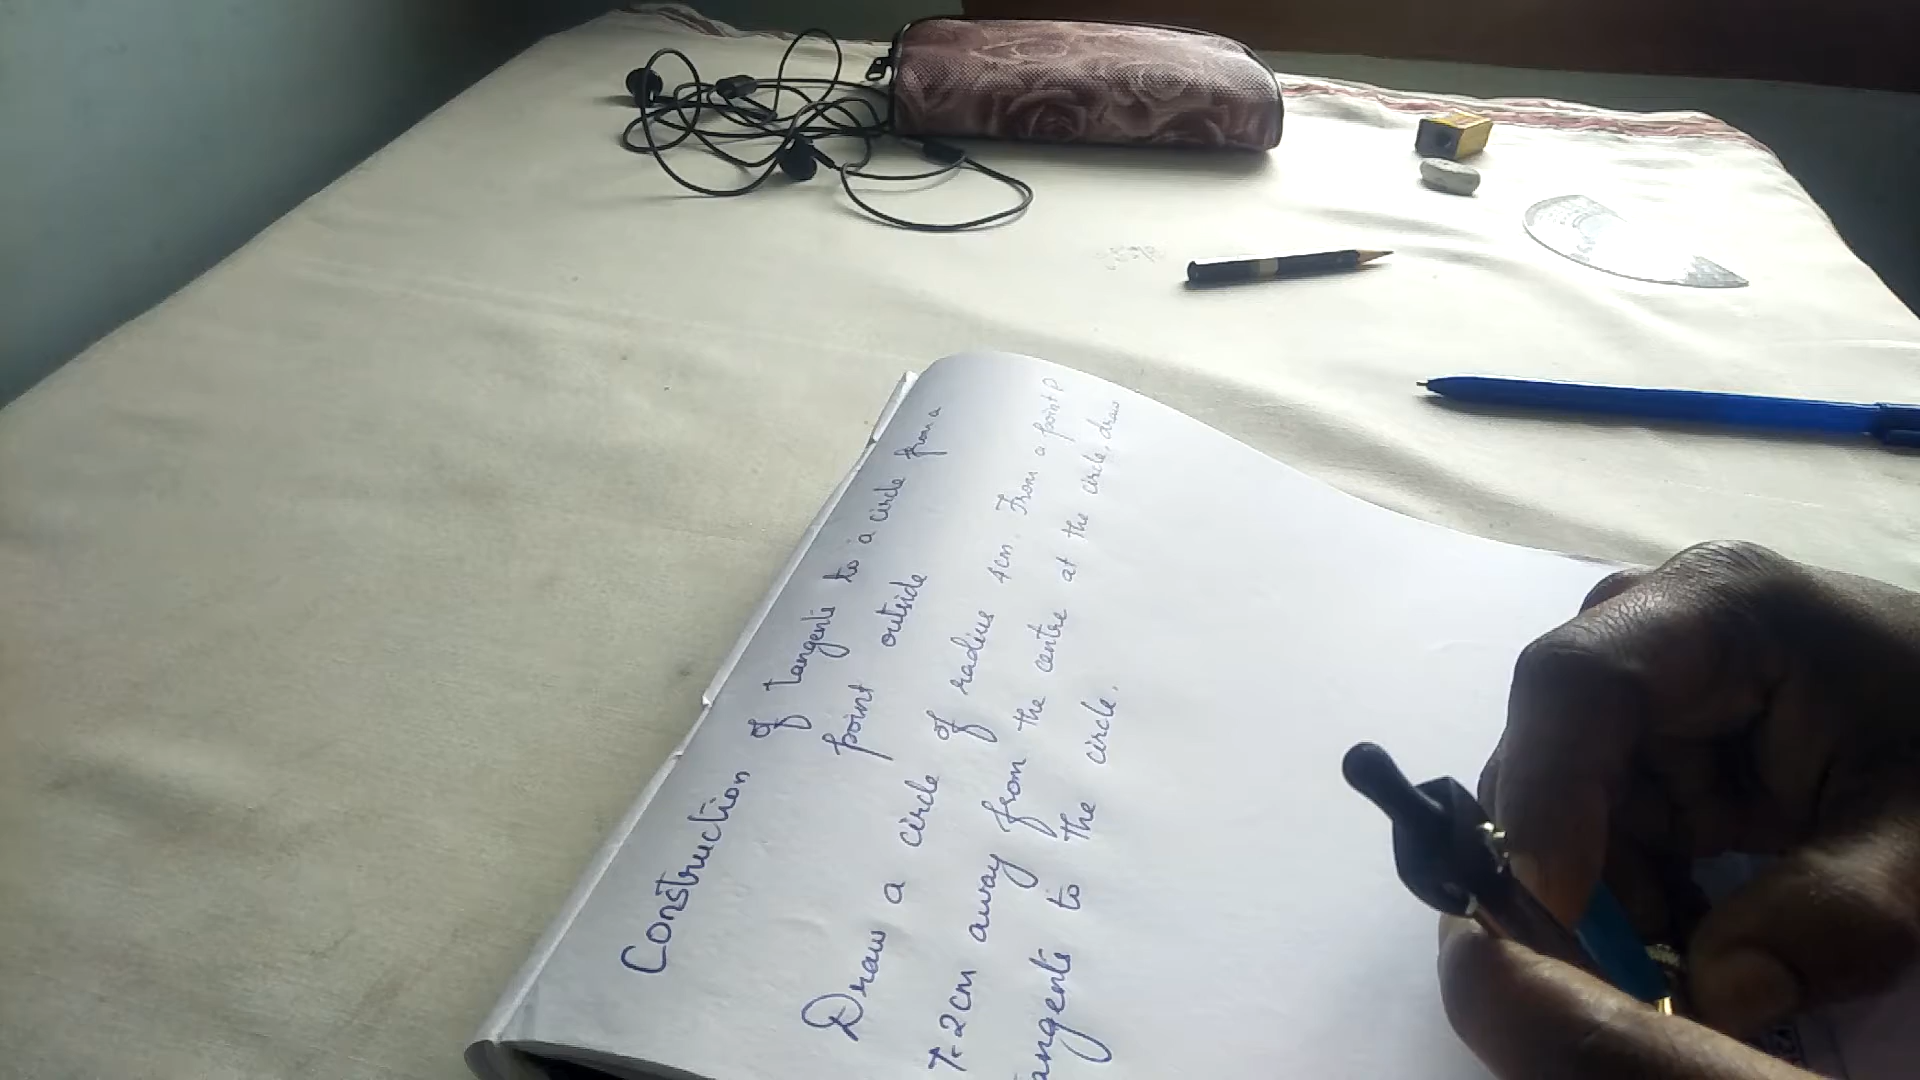 Construction of tangents to a circle from a
point outside
Draw a circle of radius 4cm. From a point P
7.2cm away from the centre at the circle, draw
tangents to the circle.